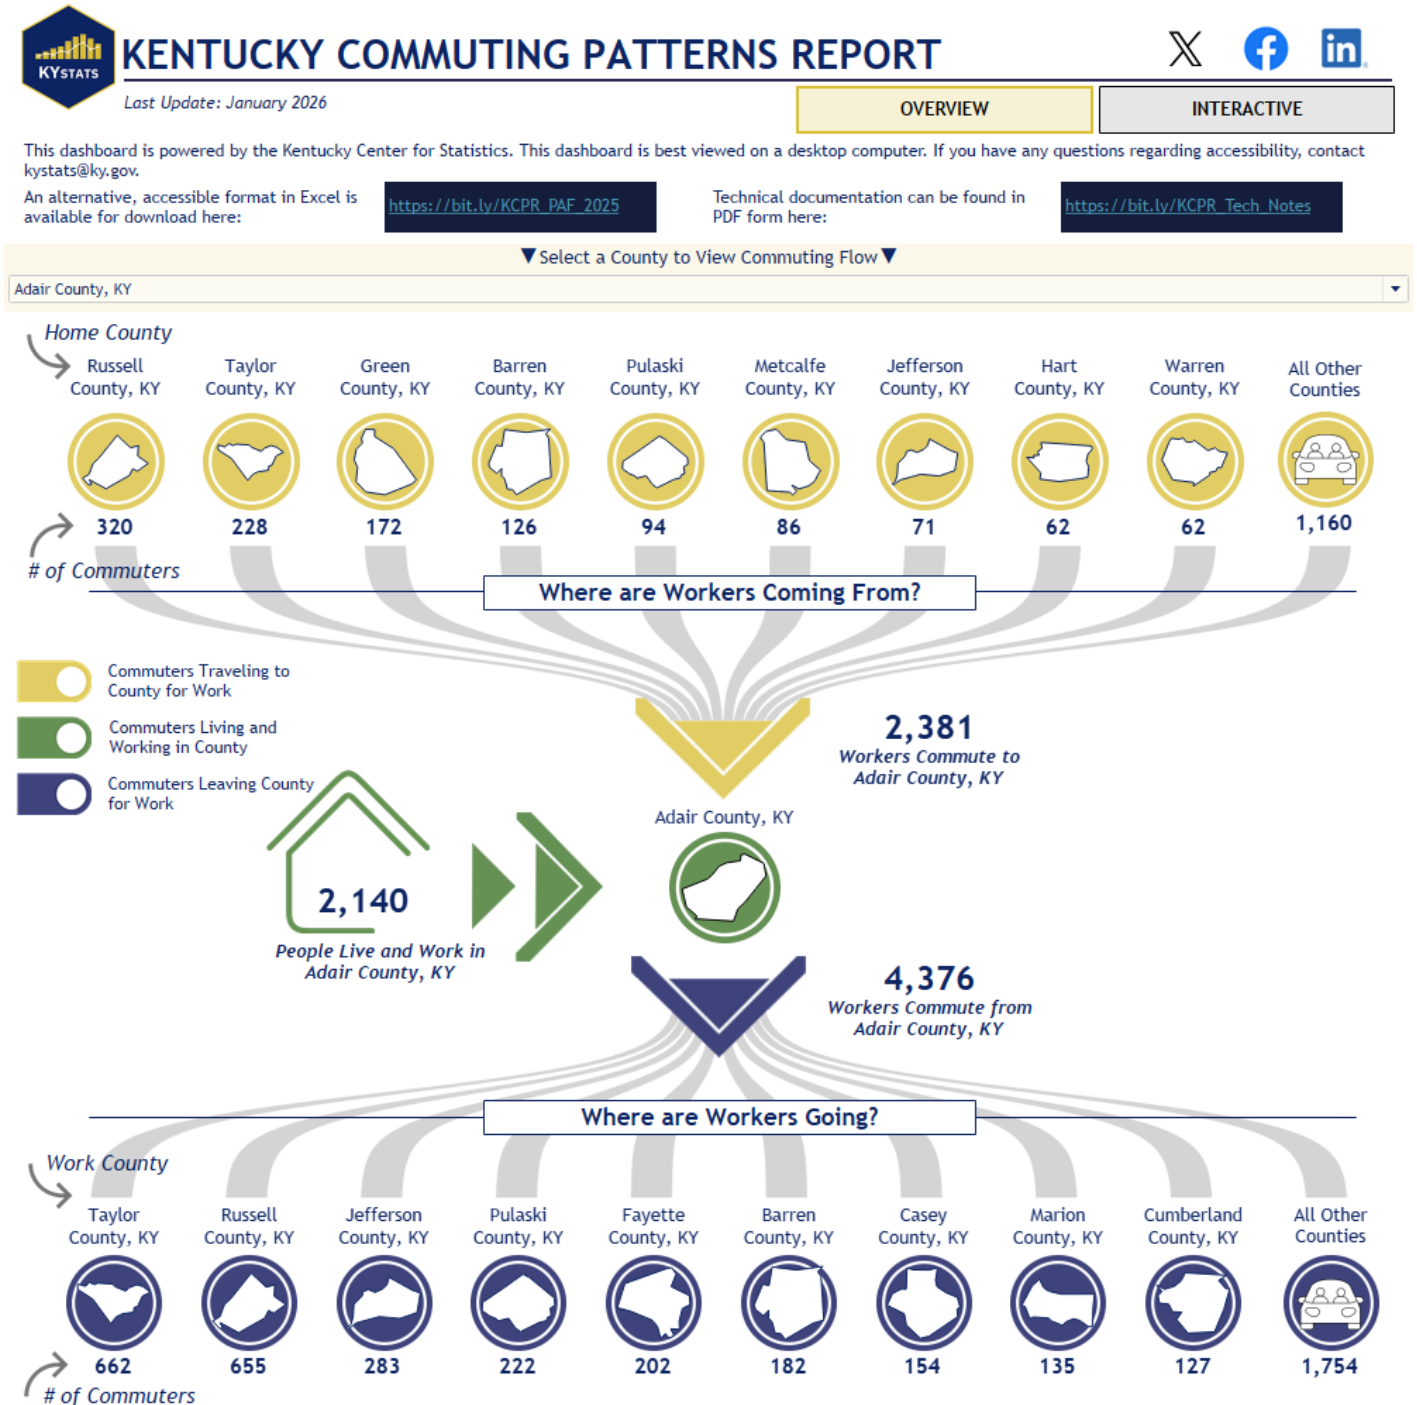 KYSTATS
KENTUCKY COMMUTING PATTERNS REPORT
Last Update: January 2026
OVERVIEW
INTERACTIVE
This dashboard is powered by the Kentucky Center for Statistics. This dashboard is best viewed on a desktop computer. If you have any questions regarding accessibility, contact
kystats@ky.gov.
An alternative, accessible format in Excel is
available for download here:
https://bit.ly/KCPR_PAF_2025
Technical documentation can be found in
PDF form here:
https://bit.ly/KCPR_Tech_Notes
▼Select a County to View Commuting Flow▼
Adair County, KY
Home County
Russell
County, KY
Taylor
County, KY
Green
County, KY
Barren
County, KY
Pulaski
County, KY
Metcalfe
County, KY
Jefferson
County, KY
Hart
County, KY
Warren
County, KY
All Other
Counties
320
228
172
126
94
86
71
62
62
1,160
# of Commuters
Where are Workers Coming From?
Commuters Traveling to
County for Work
Commuters Living and
Working in County
Commuters Leaving County
for Work
2,381
Workers Commute to
Adair County, KY
Adair County, KY
2,140
People Live and Work in
Adair County, KY
4,376
Workers Commute from
Adair County, KY
Where are Workers Going?
Work County
Taylor
County, KY
Russell
County, KY
Jefferson
County, KY
Pulaski
County, KY
Fayette
County, KY
Barren
County, KY
Casey
County, KY
Marion
County, KY
Cumberland
County, KY
All Other
Counties
662
655
283
222
202
182
154
135
127
1,754
# of Commuters